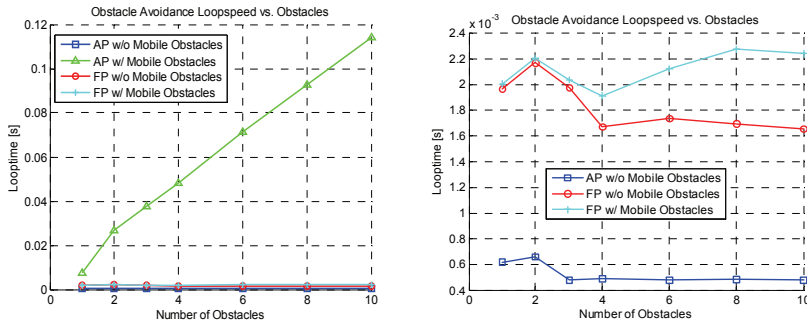 Obstacle Avoidance Loopspeed vs. Obstacles
0.12
0.1
0.08
0.06
0.04
0.02
0
AP w/o Mobile Obstacles
AP w/ Mobile Obstacles
FP w/o Mobile Obstacles
FP w/ Mobile Obstacles
Looptime [s]
0 2 4 6 8 10
Number of Obstacles
Obstacle Avoidance Loopspeed vs. Obstacles
x 10⁻³
2.4
2.2
2
1.8
1.6
1.4
1.2
1
0.8
0.6
0.4
AP w/o Mobile Obstacles
FP w/o Mobile Obstacles
FP w/ Mobile Obstacles
Looptime [s]
0 2 4 6 8 10
Number of Obstacles